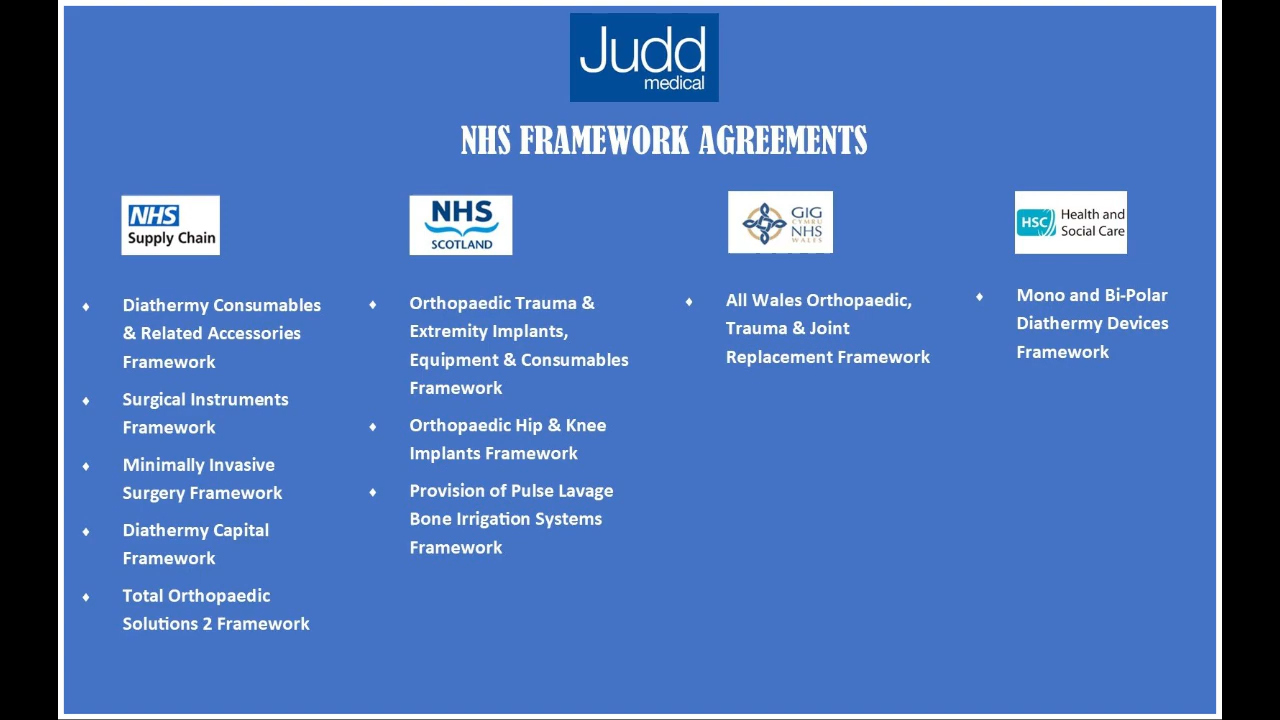 Judd
medical
NHS FRAMEWORK AGREEMENTS
NHS
Supply Chain
Diathermy Consumables
& Related Accessories
Framework
Surgical Instruments
Framework
Minimally Invasive
Surgery Framework
Diathermy Capital
Framework
Total Orthopaedic
Solutions 2 Framework
NHS
SCOTLAND
Orthopaedic Trauma &
Extremity Implants,
Equipment & Consumables
Framework
Orthopaedic Hip & Knee
Implants Framework
Provision of Pulse Lavage
Bone Irrigation Systems
Framework
GIG
CYMRU
NHS
WALES
All Wales Orthopaedic,
Trauma & Joint
Replacement Framework
HSC
Health and
Social Care
Mono and Bi-Polar
Diathermy Devices
Framework